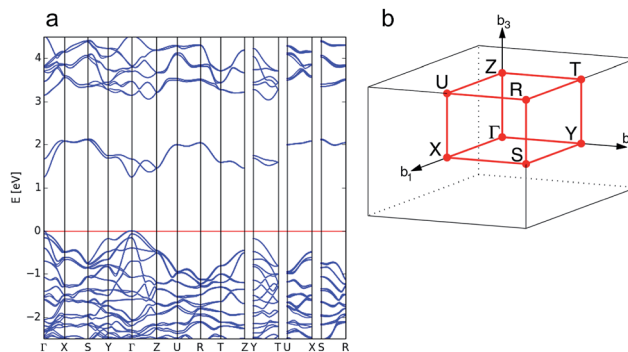 a
E [eV]
4
3
2
1
0
−1
−2
Γ X S Y Γ Z U R T Z Y T U X S R
b
b₃
Z
T
U
R
Γ
Y
b
X
S
b₁